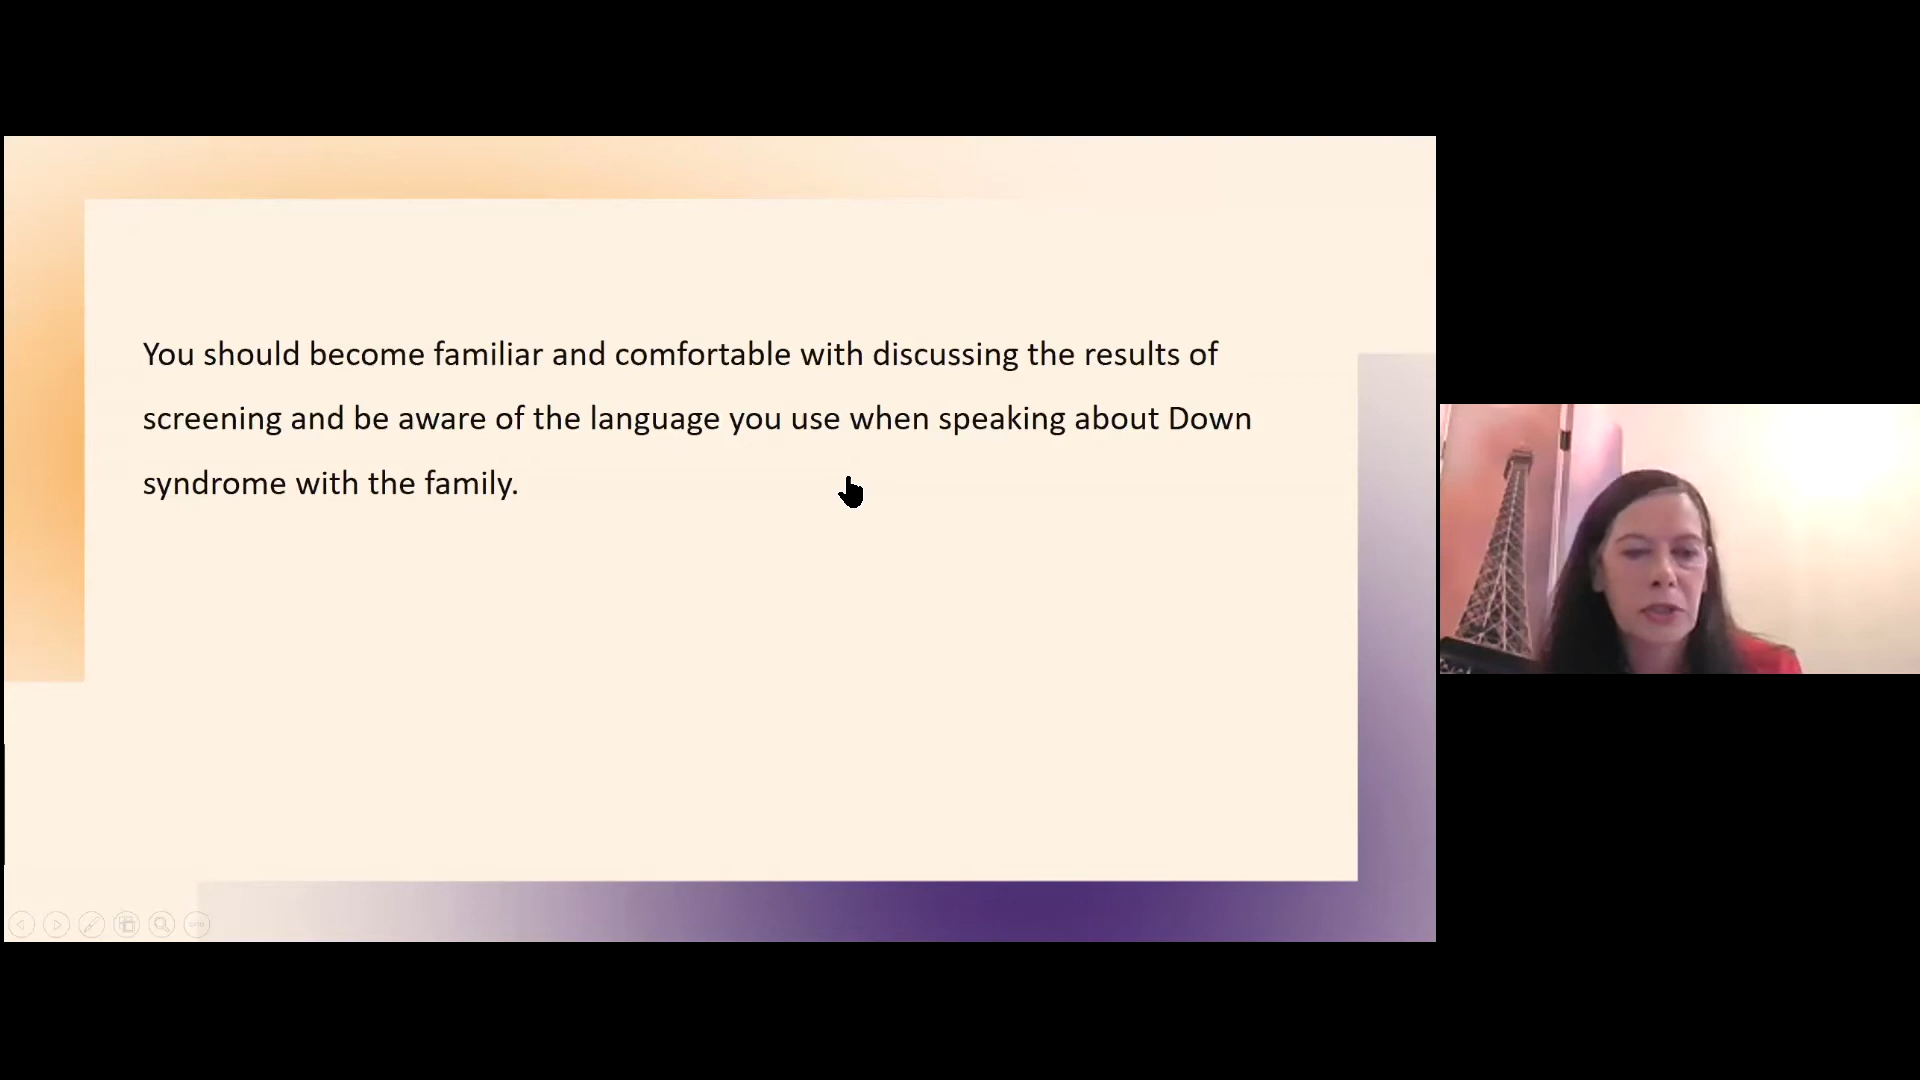 You should become familiar and comfortable with discussing the results of
screening and be aware of the language you use when speaking about Down
syndrome with the family.